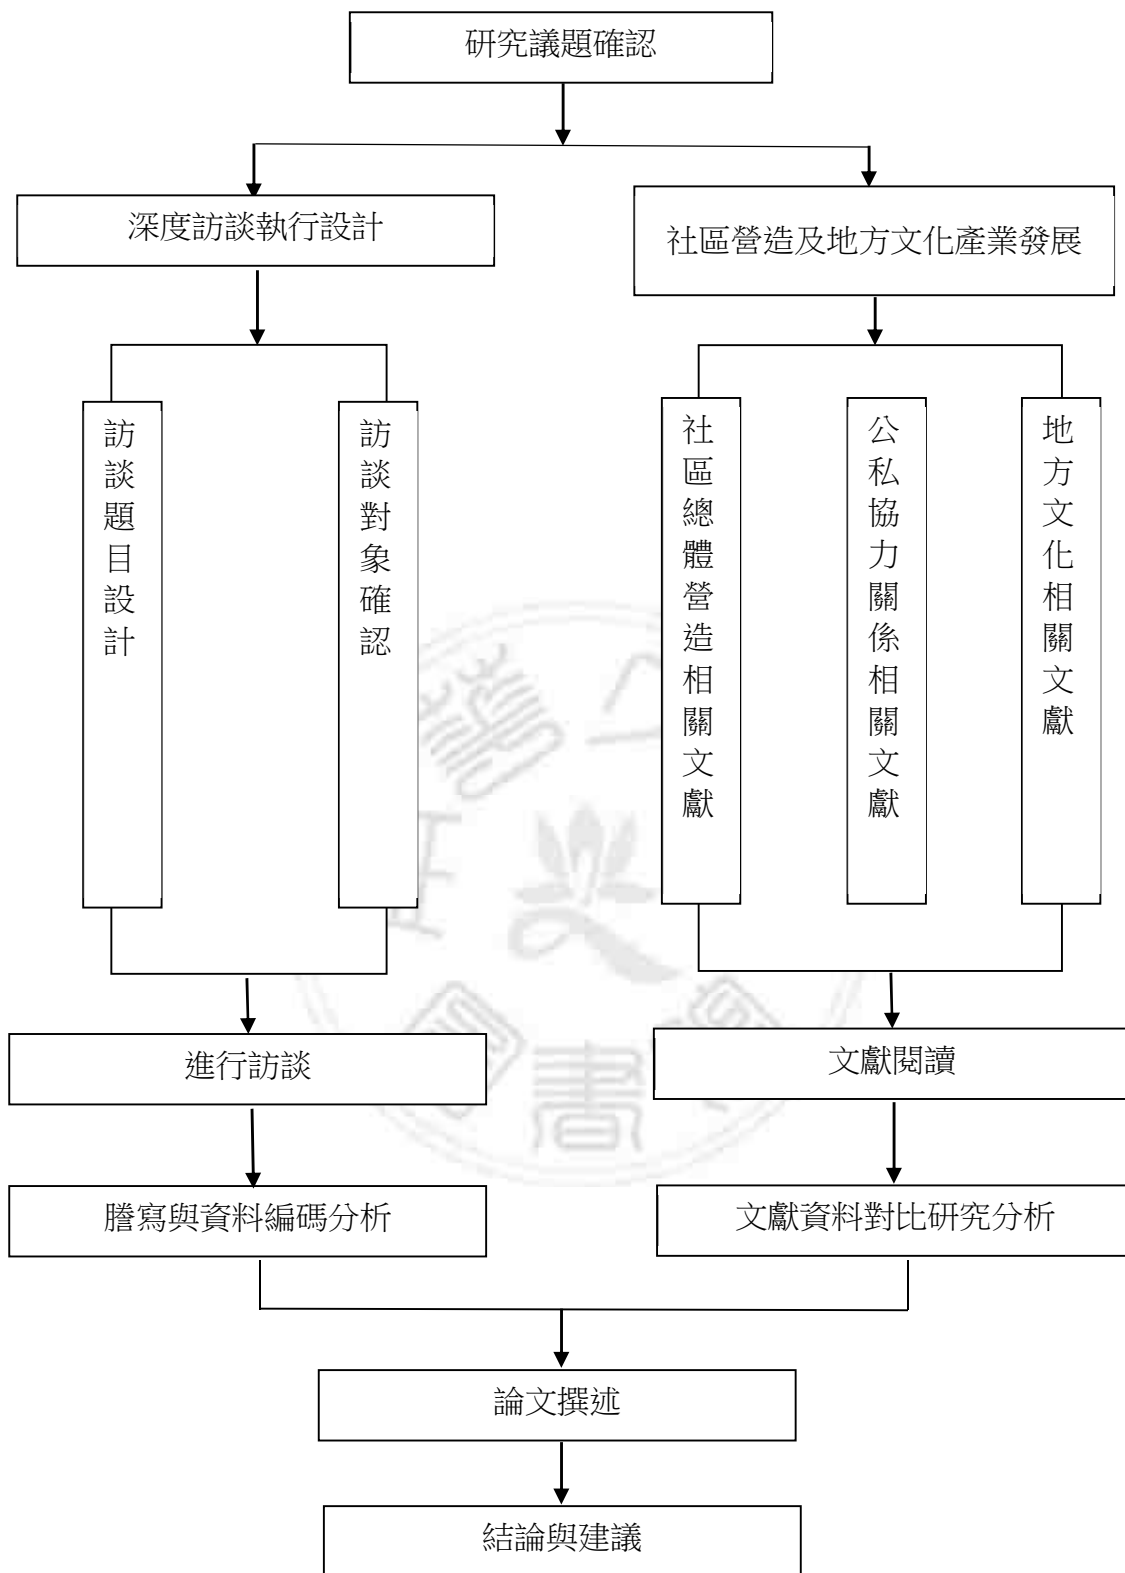 研究議題確認
深度訪談執行設計
社區營造及地方文化產業發展
訪談題目設計
訪談對象確認
社區總體營造相關文獻
公私協力關係相關文獻
地方文化相關文獻
進行訪談
文獻閱讀
謄寫與資料編碼分析
文獻資料對比研究分析
論文撰述
結論與建議